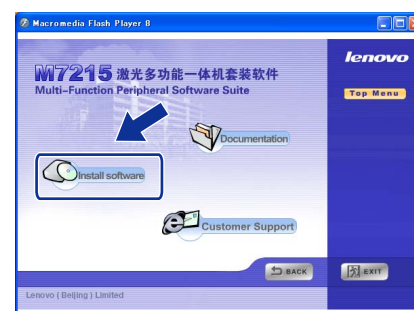 Macromedia Flash Player 8
lenovo
M7215 激光多功能一体机套装软件
Multi-Function Peripheral Software Suite
Top Menu
Documentation
Install software
Customer Support
BACK
EXIT
Lenovo (Beijing) Limited